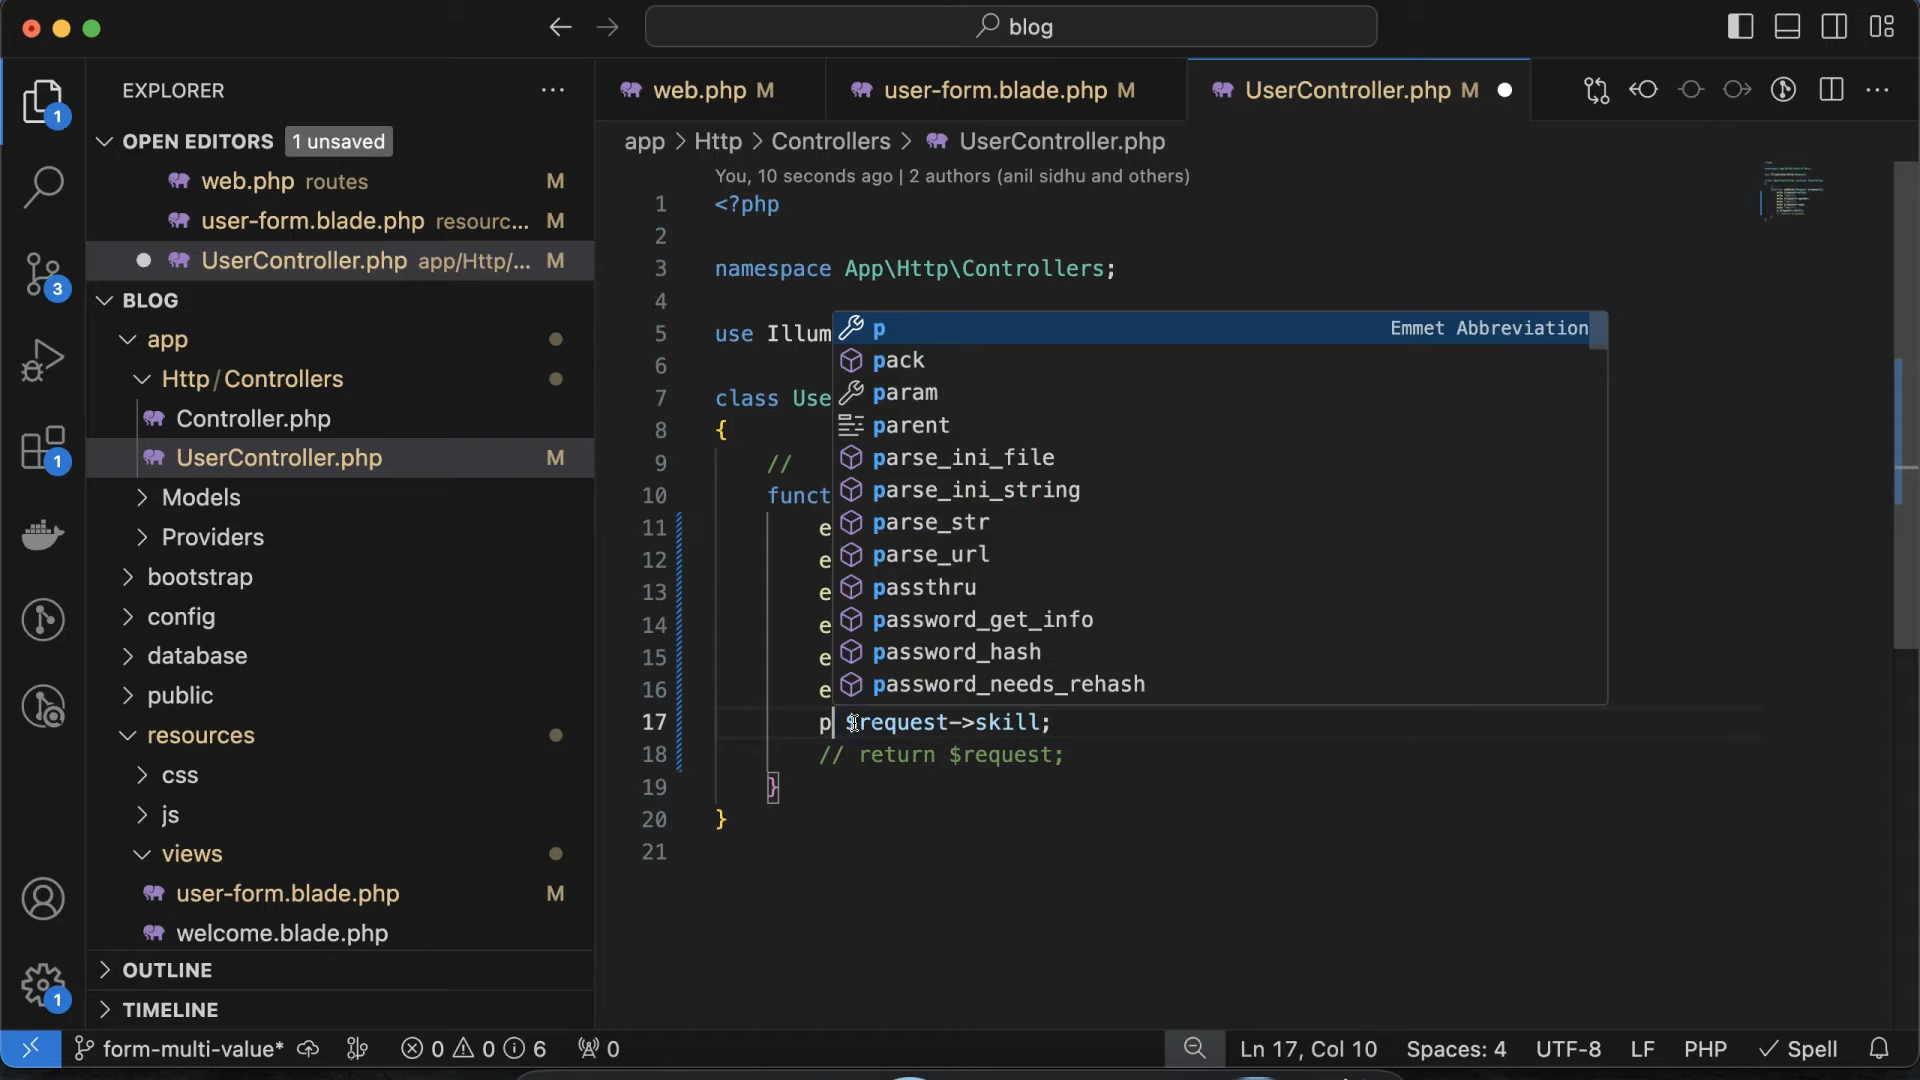 blog
EXPLORER
OPEN EDITORS 1 unsaved
web.php routes M
user-form.blade.php resourc... M
UserController.php app/Http/... M
BLOG
app
Http/Controllers
Controller.php
UserController.php M
Models
Providers
bootstrap
config
database
public
resources
css
js
views
user-form.blade.php M
welcome.blade.php
OUTLINE
TIMELINE
1
3
1
1
web.php M
user-form.blade.php M
UserController.php M
app > Http > Controllers > UserController.php
You, 10 seconds ago | 2 authors (anil sidhu and others)
1 <?php
2
3 namespace App\Http\Controllers;
4
5 use Illum
6
7 class Use
8 {
9 //
10 funct
11 e
12 e
13 e
14 e
15 e
16 e
17 p $request->skill;
18 // return $request;
19 }
20 }
21
p Emmet Abbreviation
pack
param
parent
parse_ini_file
parse_ini_string
parse_str
parse_url
passthru
password_get_info
password_hash
password_needs_rehash
form-multi-value* 0 0 6 0 Ln 17, Col 10 Spaces: 4 UTF-8 LF PHP Spell